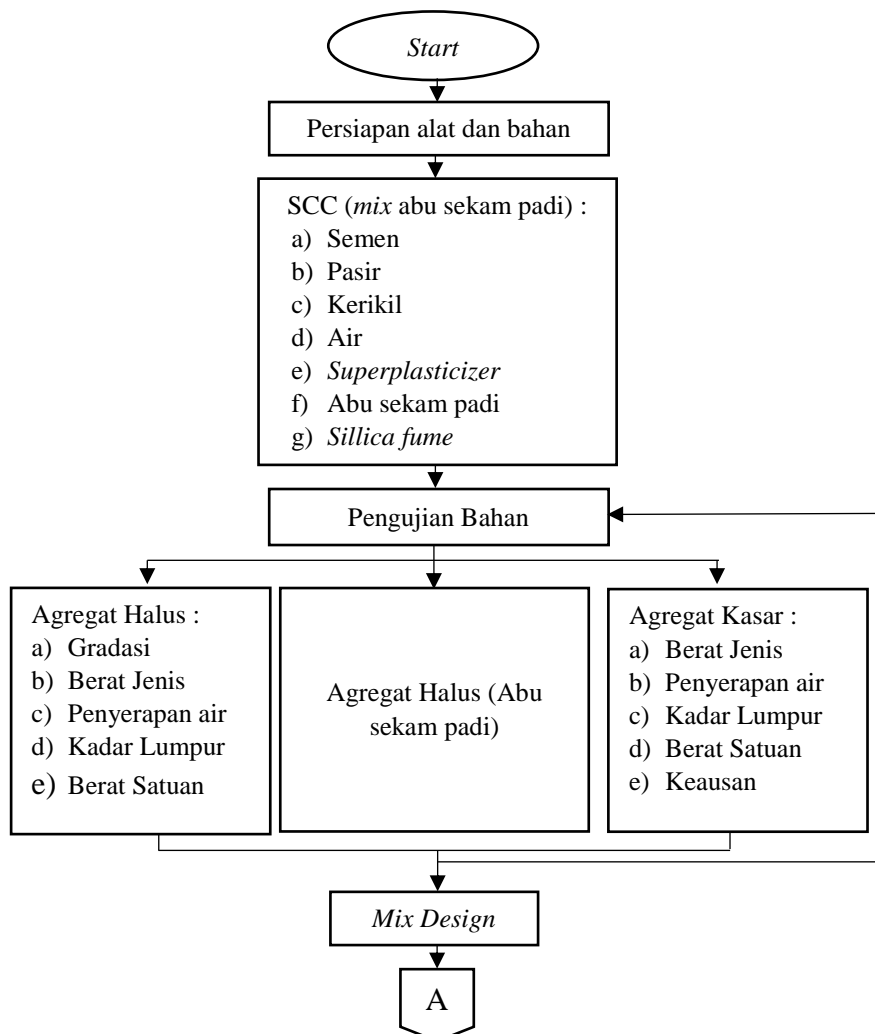 Start
Persiapan alat dan bahan
SCC (mix abu sekam padi) :
a) Semen
b) Pasir
c) Kerikil
d) Air
e) Superplasticizer
f) Abu sekam padi
g) Sillica fume
Pengujian Bahan
Agregat Halus :
a) Gradasi
b) Berat Jenis
c) Penyerapan air
d) Kadar Lumpur
e) Berat Satuan
Agregat Halus (Abu
sekam padi)
Agregat Kasar :
a) Berat Jenis
b) Penyerapan air
c) Kadar Lumpur
d) Berat Satuan
e) Keausan
Mix Design
A